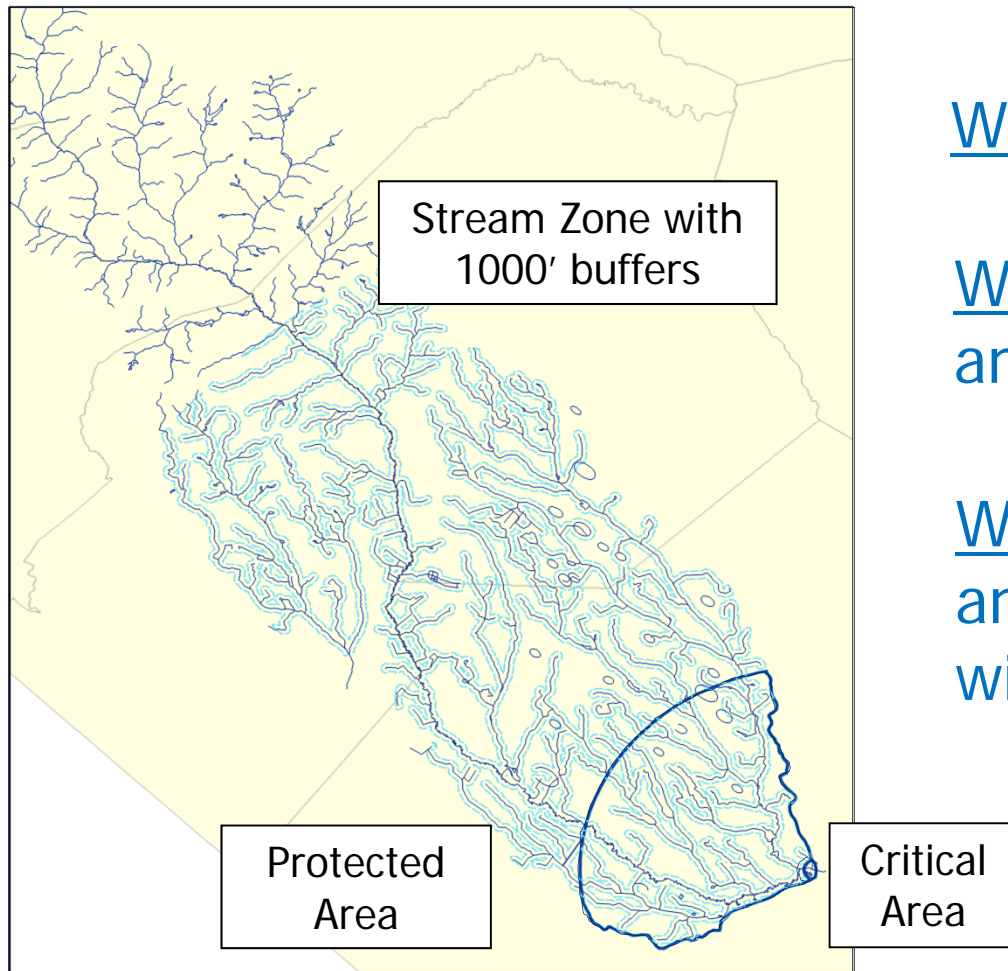 Stream Zone with
1000' buffers
Protected
Area
Critical
Area